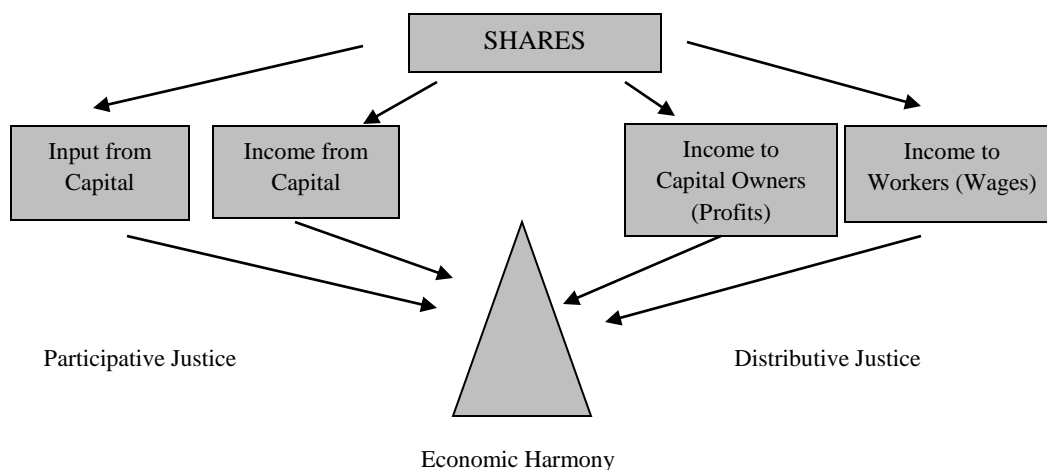 SHARES
Input from
Capital
Income from
Capital
Income to
Capital Owners
(Profits)
Income to
Workers (Wages)
Participative Justice
Distributive Justice
Economic Harmony